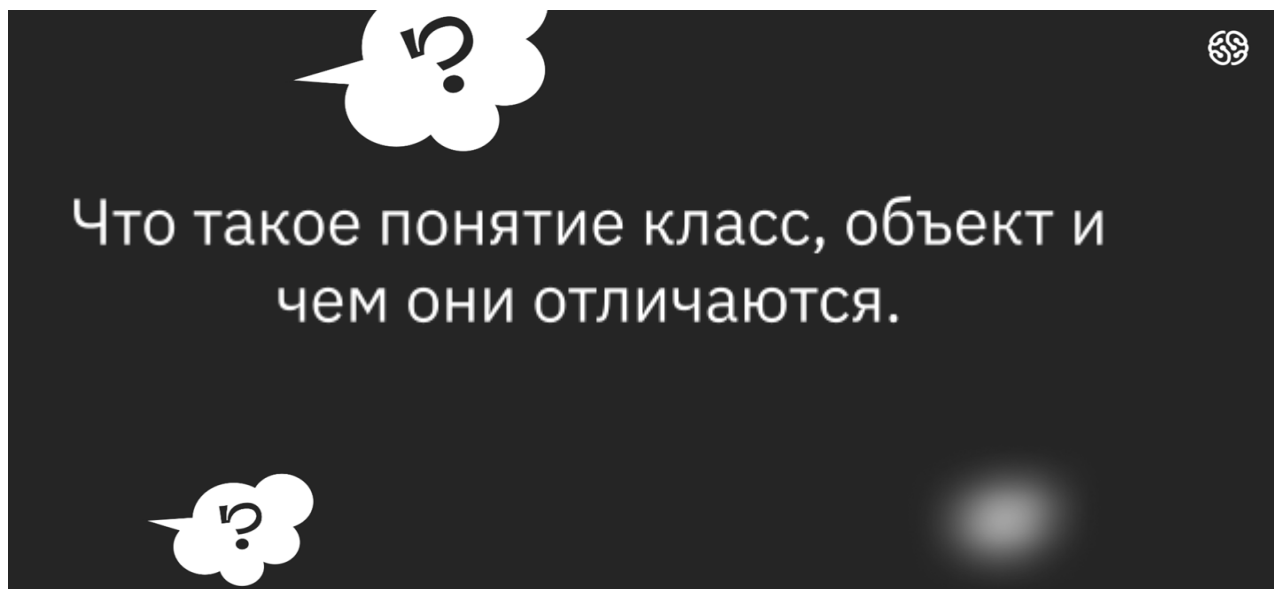 ?
Что такое понятие класс, объект и
чем они отличаются.
?